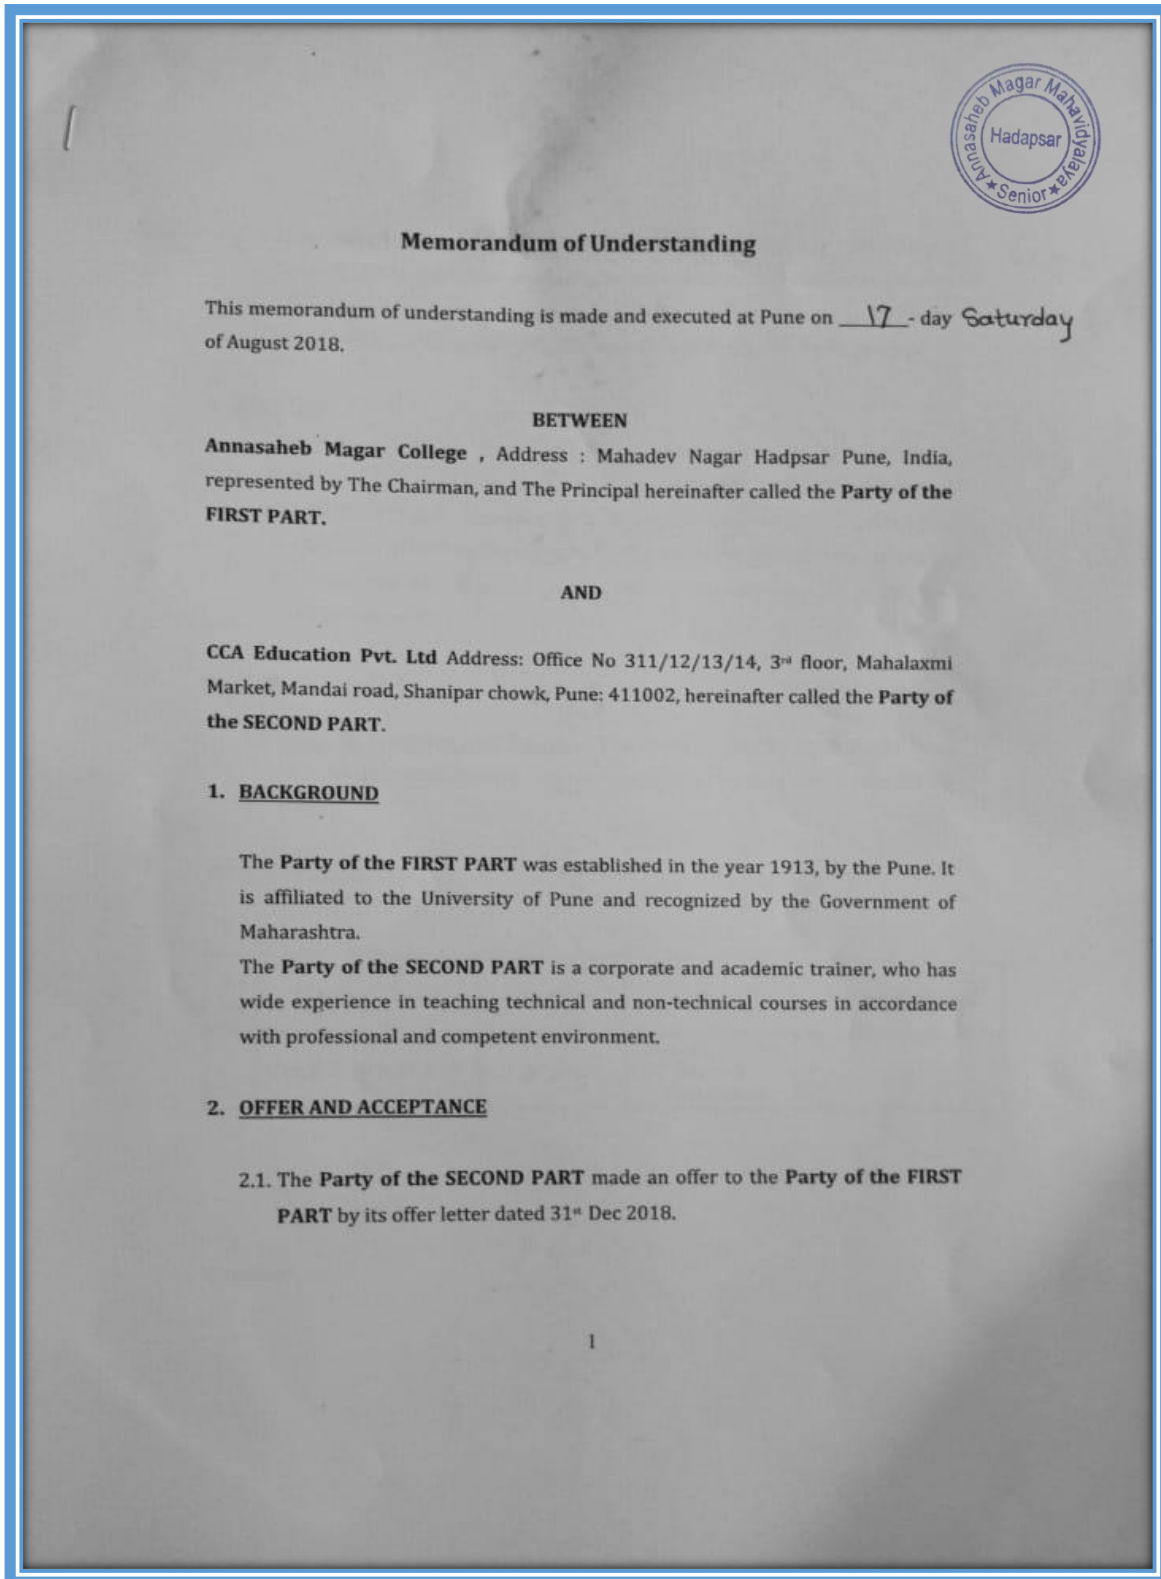 Annasaheb Magar Mahavidyalaya
Hadapsar
★ Senior ★
Memorandum of Understanding
This memorandum of understanding is made and executed at Pune on 17 - day Saturday
of August 2018.
BETWEEN
Annasaheb Magar College , Address : Mahadev Nagar Hadpsar Pune, India,
represented by The Chairman, and The Principal hereinafter called the Party of the
FIRST PART.
AND
CCA Education Pvt. Ltd Address: Office No 311/12/13/14, 3rd floor, Mahalaxmi
Market, Mandai road, Shanipar chowk, Pune: 411002, hereinafter called the Party of
the SECOND PART.
1. BACKGROUND
The Party of the FIRST PART was established in the year 1913, by the Pune. It
is affiliated to the University of Pune and recognized by the Government of
Maharashtra.
The Party of the SECOND PART is a corporate and academic trainer, who has
wide experience in teaching technical and non-technical courses in accordance
with professional and competent environment.
2. OFFER AND ACCEPTANCE
2.1. The Party of the SECOND PART made an offer to the Party of the FIRST
PART by its offer letter dated 31st Dec 2018.
1